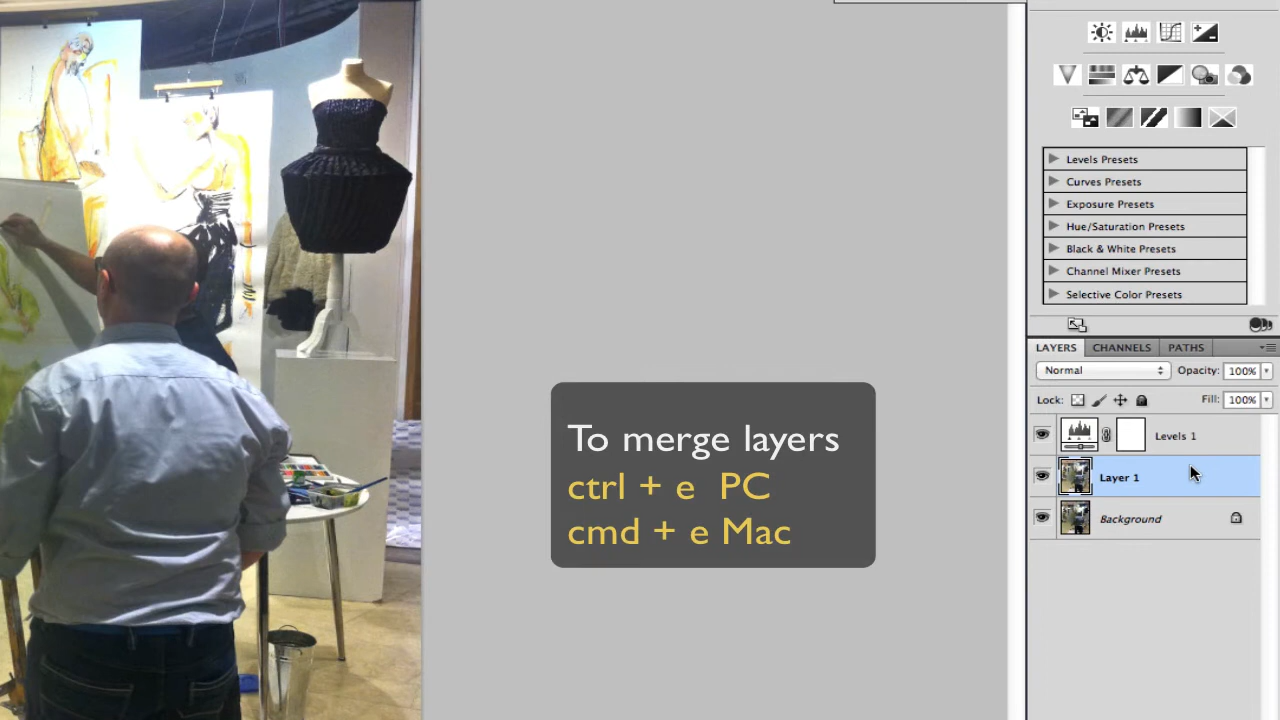 Levels Presets
Curves Presets
Exposure Presets
Hue/Saturation Presets
Black & White Presets
Channel Mixer Presets
Selective Color Presets
LAYERS CHANNELS PATHS
Normal Opacity: 100%
Lock: Fill: 100%
Levels 1
Layer 1
Background
To merge layers
ctrl + e PC
cmd + e Mac